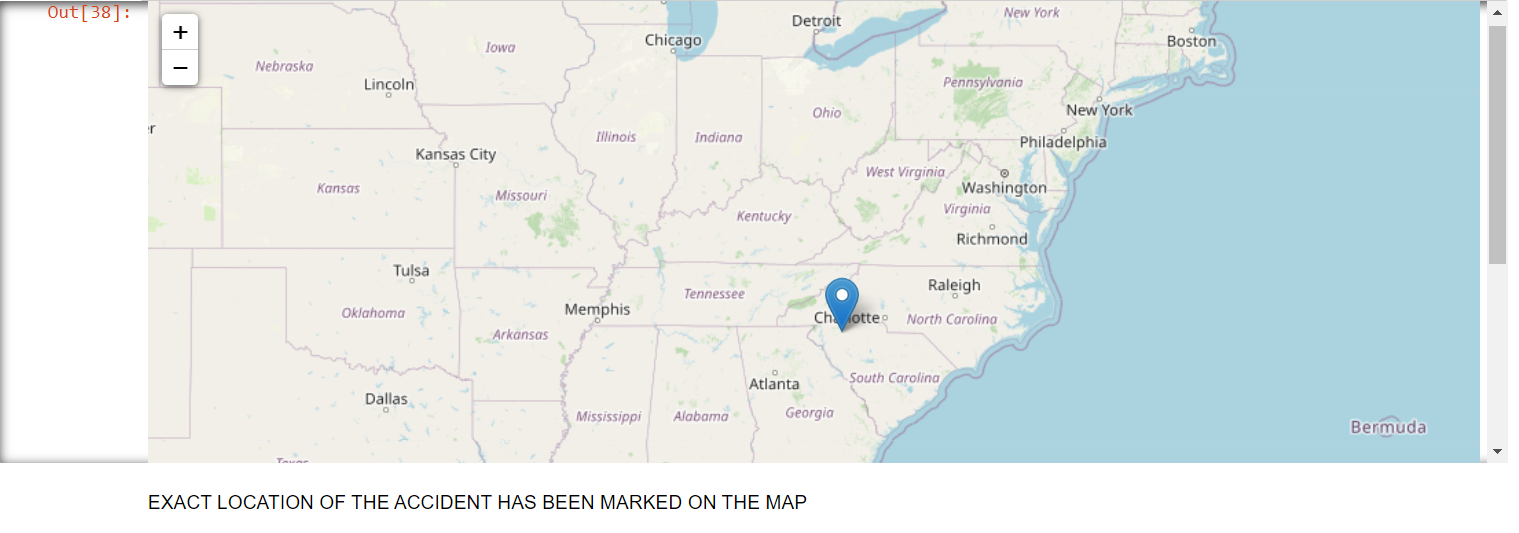 Out[38]:
+
−
Detroit
New York
Chicago
Boston
Iowa
Nebraska
Lincoln
Pennsylvania
New York
Ohio
Illinois
Indiana
Philadelphia
Kansas City
West Virginia
Washington
Kansas
Missouri
Kentucky
Virginia
Richmond
Tulsa
Raleigh
Tennessee
Memphis
Oklahoma
North Carolina
Arkansas
Atlanta
South Carolina
Dallas
Mississippi
Alabama
Georgia
Bermuda
EXACT LOCATION OF THE ACCIDENT HAS BEEN MARKED ON THE MAP